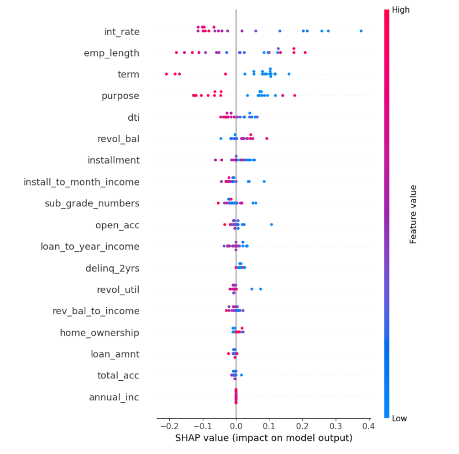 High
int_rate
emp_length
term
purpose
dti
revol_bal
installment
install_to_month_income
sub_grade_numbers
open_acc
loan_to_year_income
delinq_2yrs
revol_util
rev_bal_to_income
home_ownership
loan_amnt
total_acc
annual_inc
Feature value
Low
−0.2 −0.1 0.0 0.1 0.2 0.3 0.4
SHAP value (impact on model output)